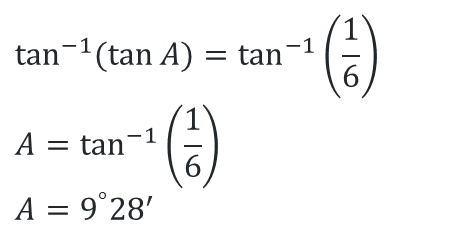 tan⁻¹(tan A) = tan⁻¹(1/6)
A = tan⁻¹(1/6)
A = 9°28′